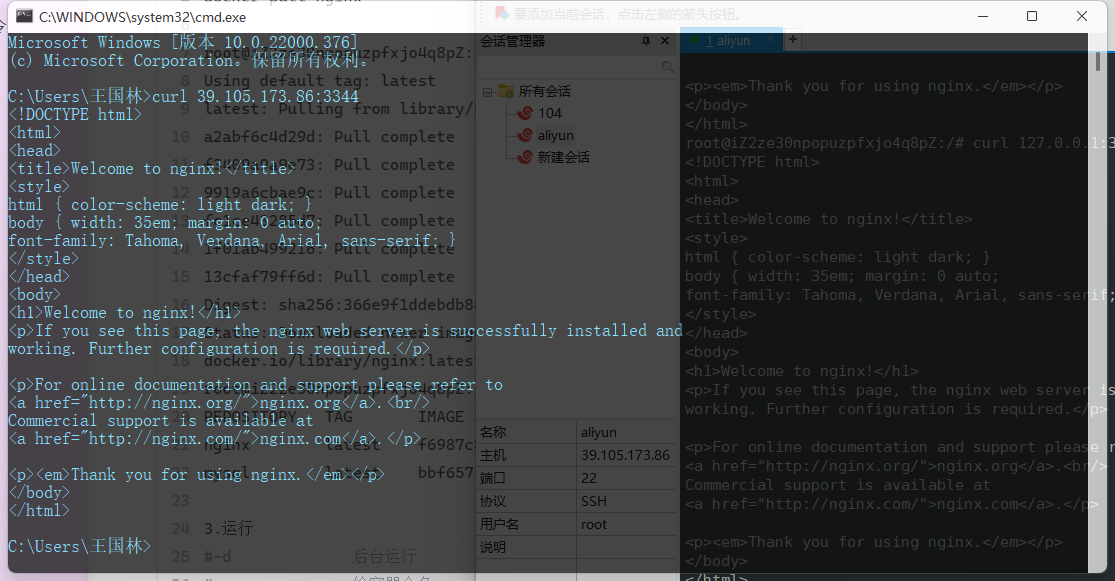 C:\WINDOWS\system32\cmd.exe
Microsoft Windows [版本 10.0.22000.376]
(c) Microsoft Corporation。保留所有权利。
C:\Users\王国林>curl 39.105.173.86:3344
<!DOCTYPE html>
<html>
<head>
<title>Welcome to nginx!</title>
<style>
html { color-scheme: light dark; }
body { width: 35em; margin: 0 auto;
font-family: Tahoma, Verdana, Arial, sans-serif; }
</style>
</head>
<body>
<h1>Welcome to nginx!</h1>
<p>If you see this page, the nginx web server is successfully installed and
working. Further configuration is required.</p>
<p>For online documentation and support please refer to
<a href="http://nginx.org/">nginx.org</a>.<br/>
Commercial support is available at
<a href="http://nginx.com/">nginx.com</a>.</p>
<p><em>Thank you for using nginx.</em></p>
</body>
</html>
C:\Users\王国林>
8 Using default tag: latest
9 latest: Pulling from library/
10 a2abf6c4d29d: Pull complete
Pull complete
12 9919a6cbae9c: Pull complete
Pull complete
Pull complete
15 13cfaf79ff6d: Pull complete
16 Digest: sha256:366e9f1ddebdb8
18 docker.io/library/nginx:latest
TAG IMAGE
nginx latest f6987c
latest bbf657
23
24 3.运行
25 #-d 后台运行
要添加当前会话，点击左侧的箭头按钮。
会话管理器
所有会话
104
aliyun
新建会话
名称 aliyun
主机 39.105.173.86
端口 22
协议 SSH
用户名 root
说明
1 aliyun
<p><em>Thank you for using nginx.</em></p>
</body>
</html>
root@iZ2ze30npopuzpfxjo4q8pZ:/# curl 127.0.0.1:3
<!DOCTYPE html>
<html>
<head>
<title>Welcome to nginx!</title>
<style>
html { color-scheme: light dark; }
body { width: 35em; margin: 0 auto;
font-family: Tahoma, Verdana, Arial, sans-serif;
</style>
</head>
<body>
<h1>Welcome to nginx!</h1>
<p>If you see this page, the nginx web server is
working. Further configuration is required.</p>
<p>For online documentation and support please r
<a href="http://nginx.org/">nginx.org</a>.<br/>
Commercial support is available at
<a href="http://nginx.com/">nginx.com</a>.</p>
<p><em>Thank you for using nginx.</em></p>
</body>
</html>